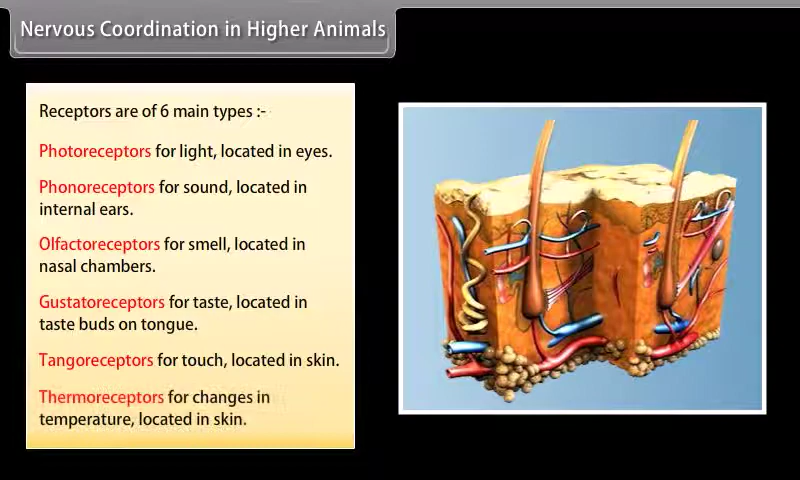 Nervous Coordination in Higher Animals
Receptors are of 6 main types :-
Photoreceptors for light, located in eyes.
Phonoreceptors for sound, located in
internal ears.
Olfactoreceptors for smell, located in
nasal chambers.
Gustatoreceptors for taste, located in
taste buds on tongue.
Tangoreceptors for touch, located in skin.
Thermoreceptors for changes in
temperature, located in skin.